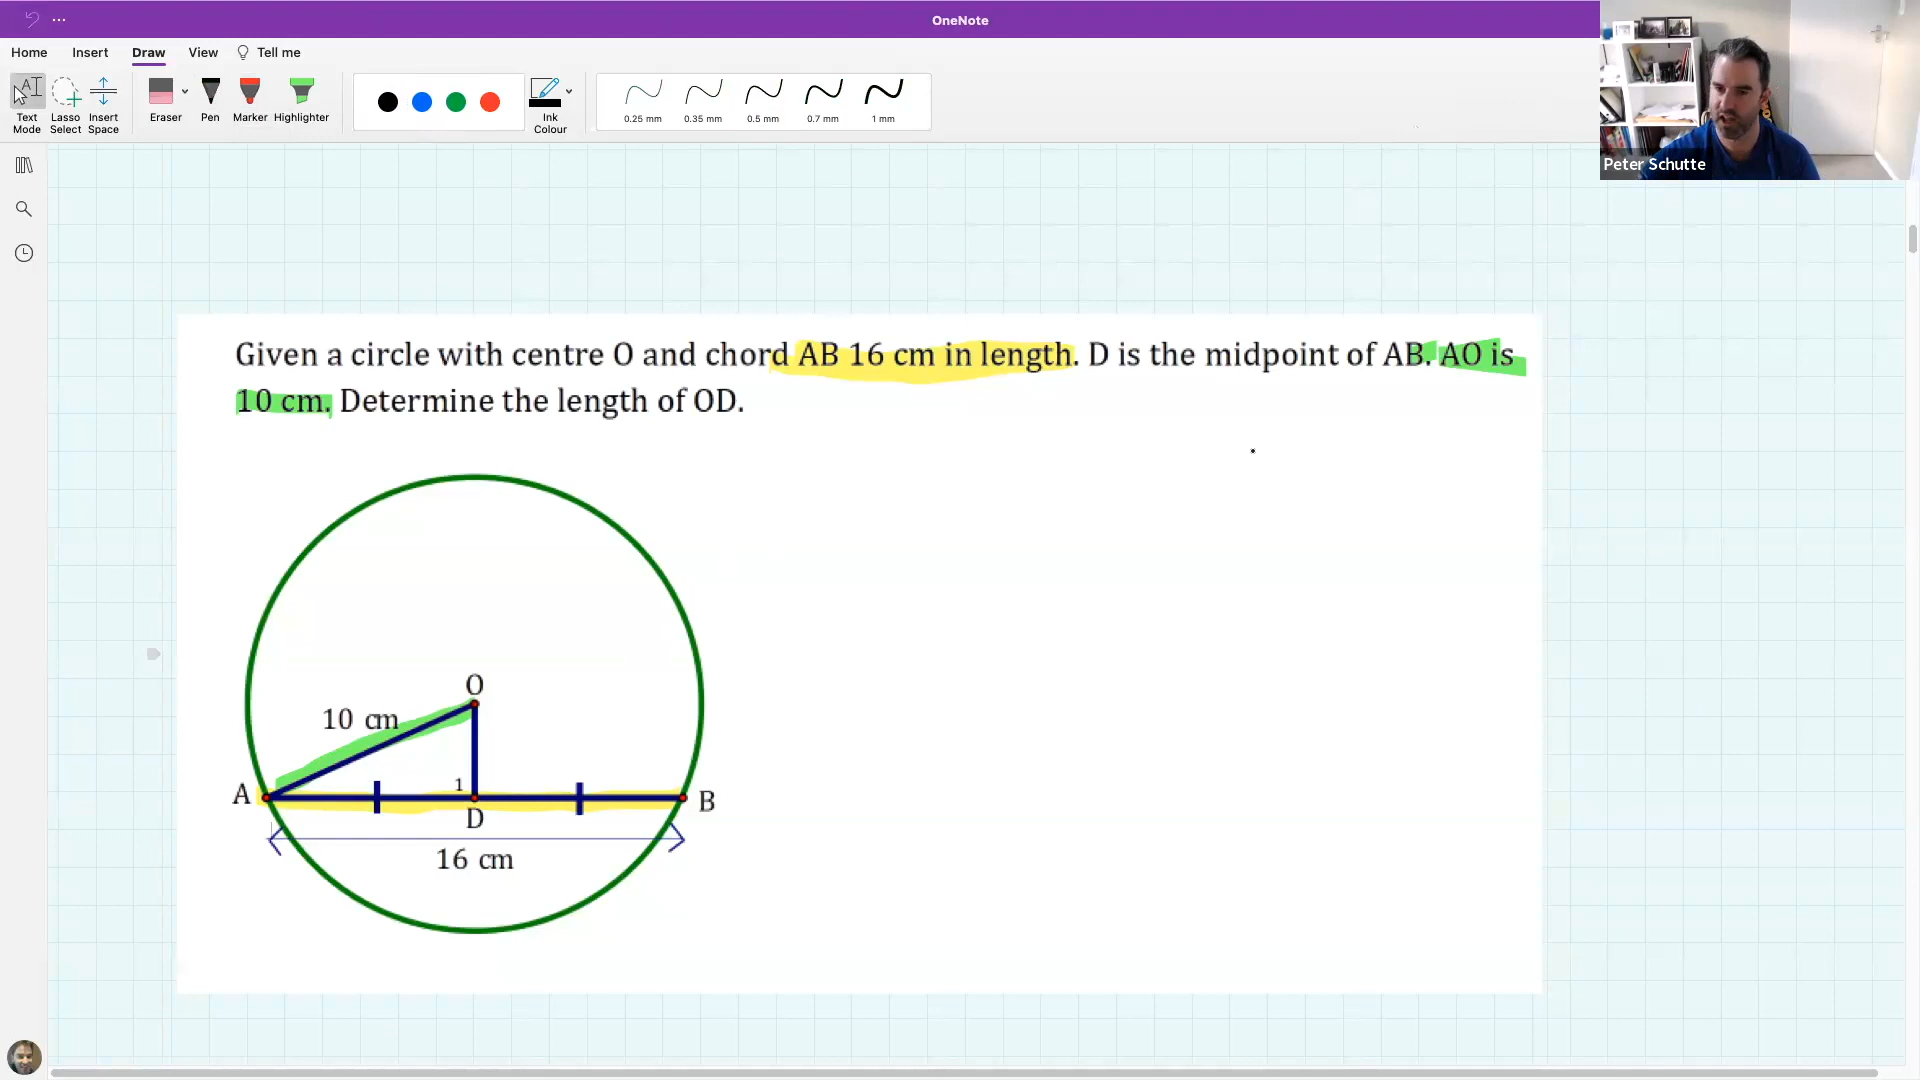 OneNote
Home Insert Draw View Tell me
Text Mode
Lasso Select
Insert Space
Eraser
Pen
Marker
Highlighter
Ink Colour
0.25 mm
0.35 mm
0.5 mm
0.7 mm
1 mm
Peter Schutte
Given a circle with centre O and chord AB 16 cm in length. D is the midpoint of AB. AO is
10 cm. Determine the length of OD.
O
10 cm
A
1
D
B
16 cm